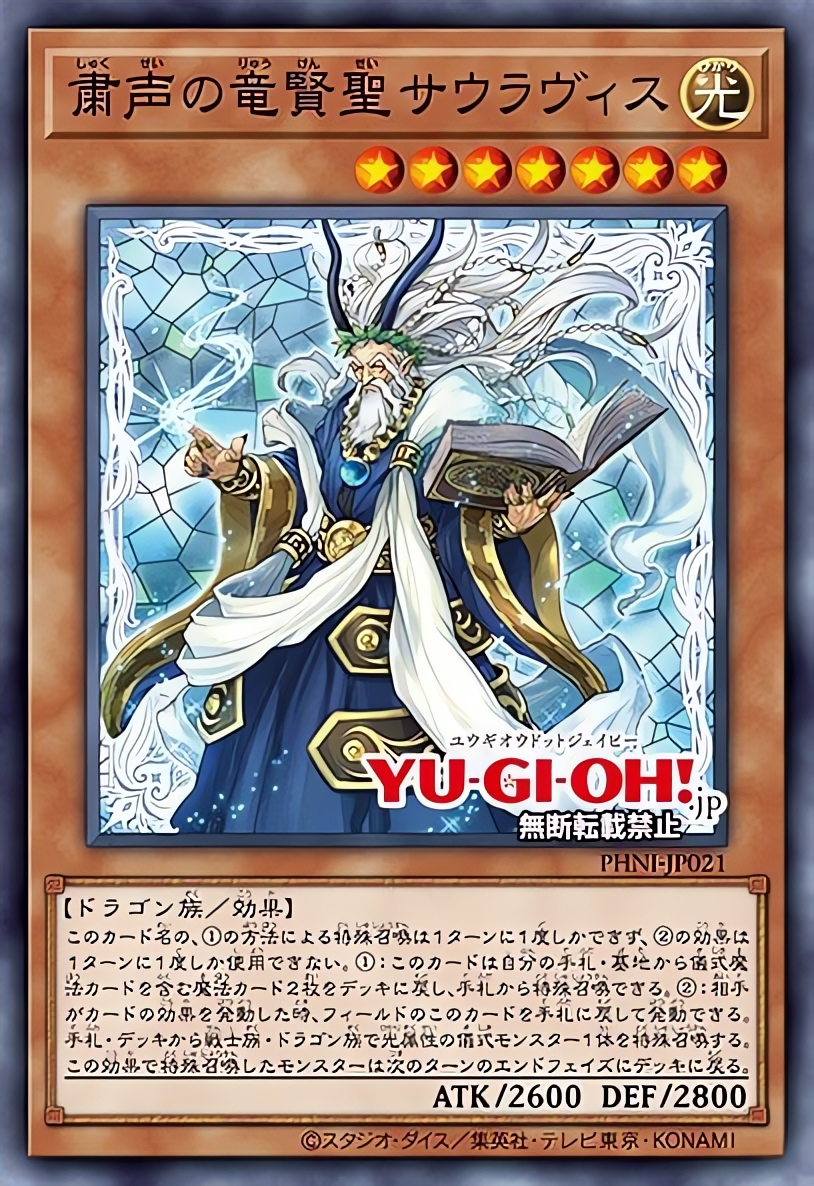 粛声の竜賢聖サウラヴィス
光
ユウギオウドットジェイピー
YU-GI-OH!.jp
無断転載禁止
PHNI-JP021
【ドラゴン族/効果】
このカード名の、①の方法による特殊召喚は1ターンに1度しかできず、②の効果は
1ターンに1度しか使用できない。①:このカードは自分の手札・墓地から儀式魔
法カードを含む魔法カード2枚をデッキに戻し、手札から特殊召喚できる。②:相手
がカードの効果を発動した時、フィールドのこのカードを手札に戻して発動できる。
手札・デッキから戦士族・ドラゴン族で光属性の儀式モンスター1体を特殊召喚する。
この効果で特殊召喚したモンスターは次のターンのエンドフェイズにデッキに戻る。
ATK/2600 DEF/2800
©スタジオ・ダイス/集英社・テレビ東京・KONAMI